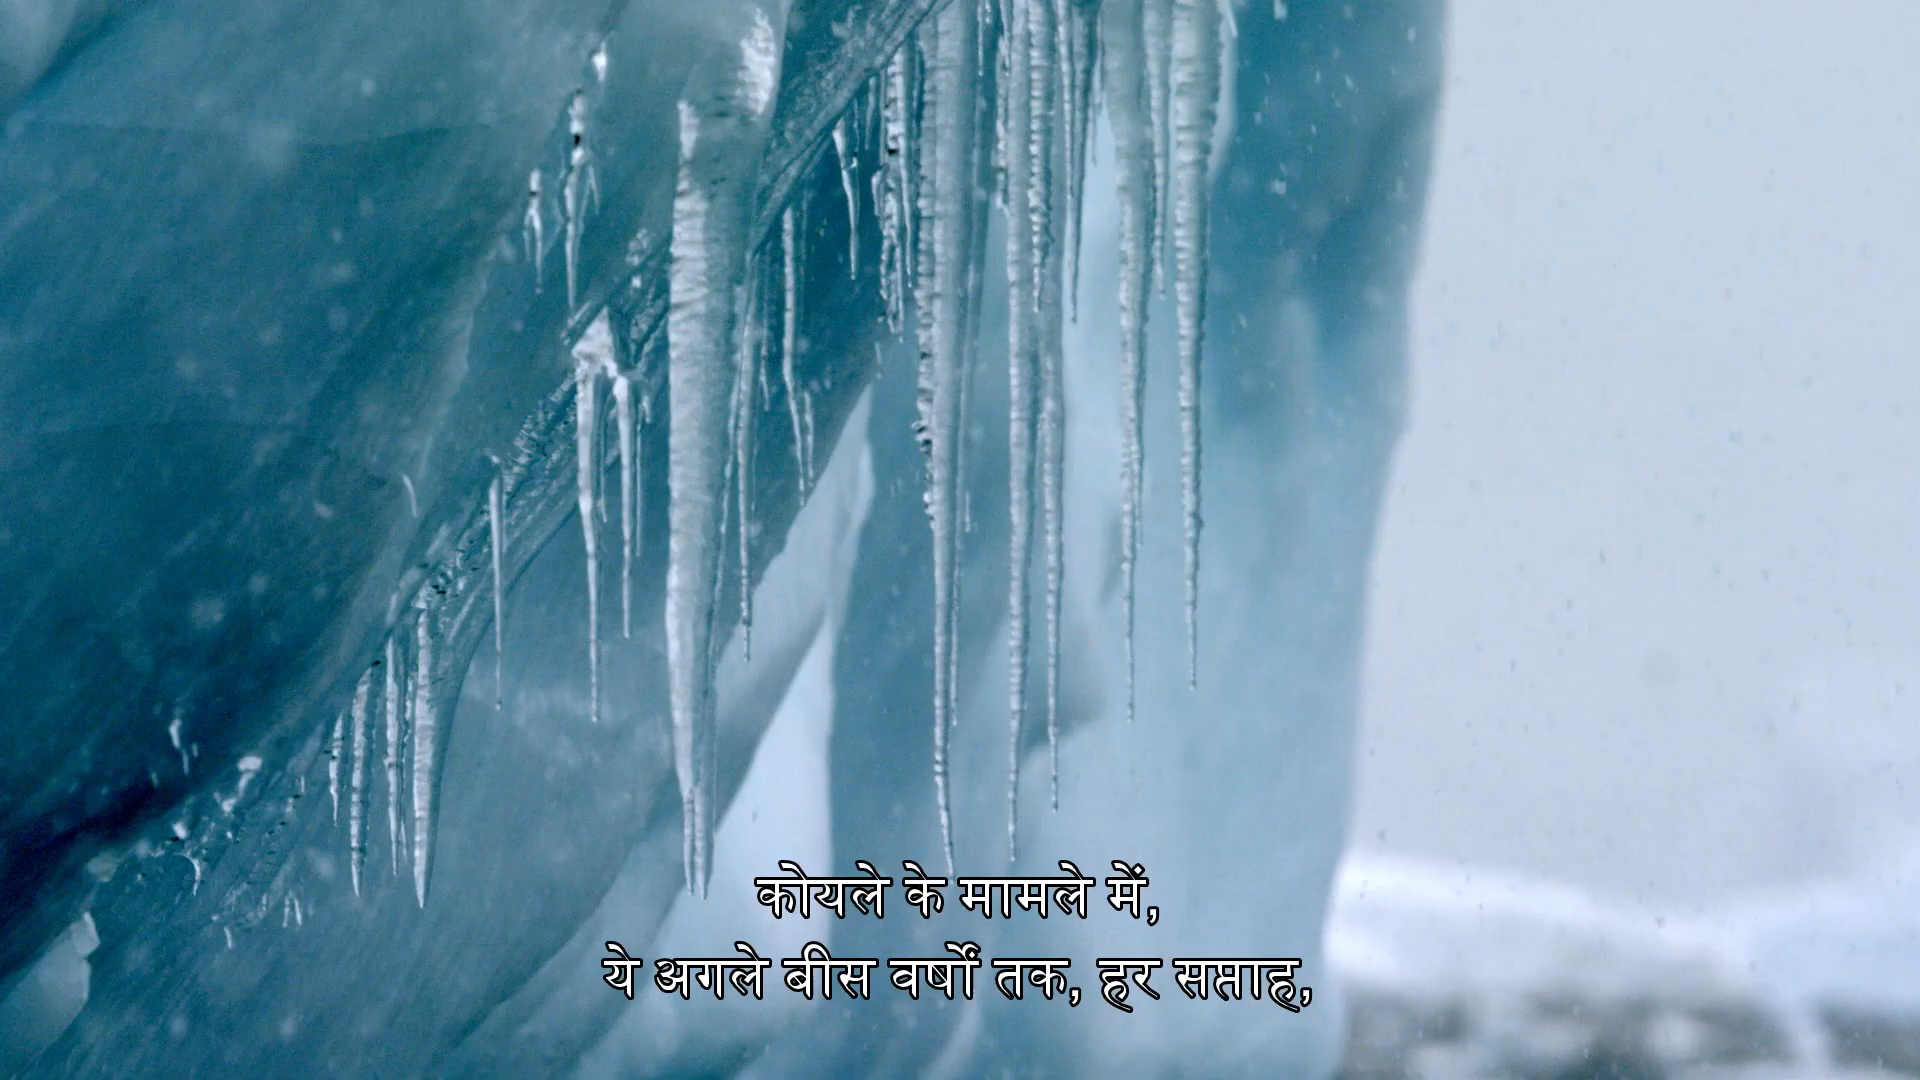 कोयले के मामले में,
ये अगले बीस वर्षों तक, हर सप्ताह,